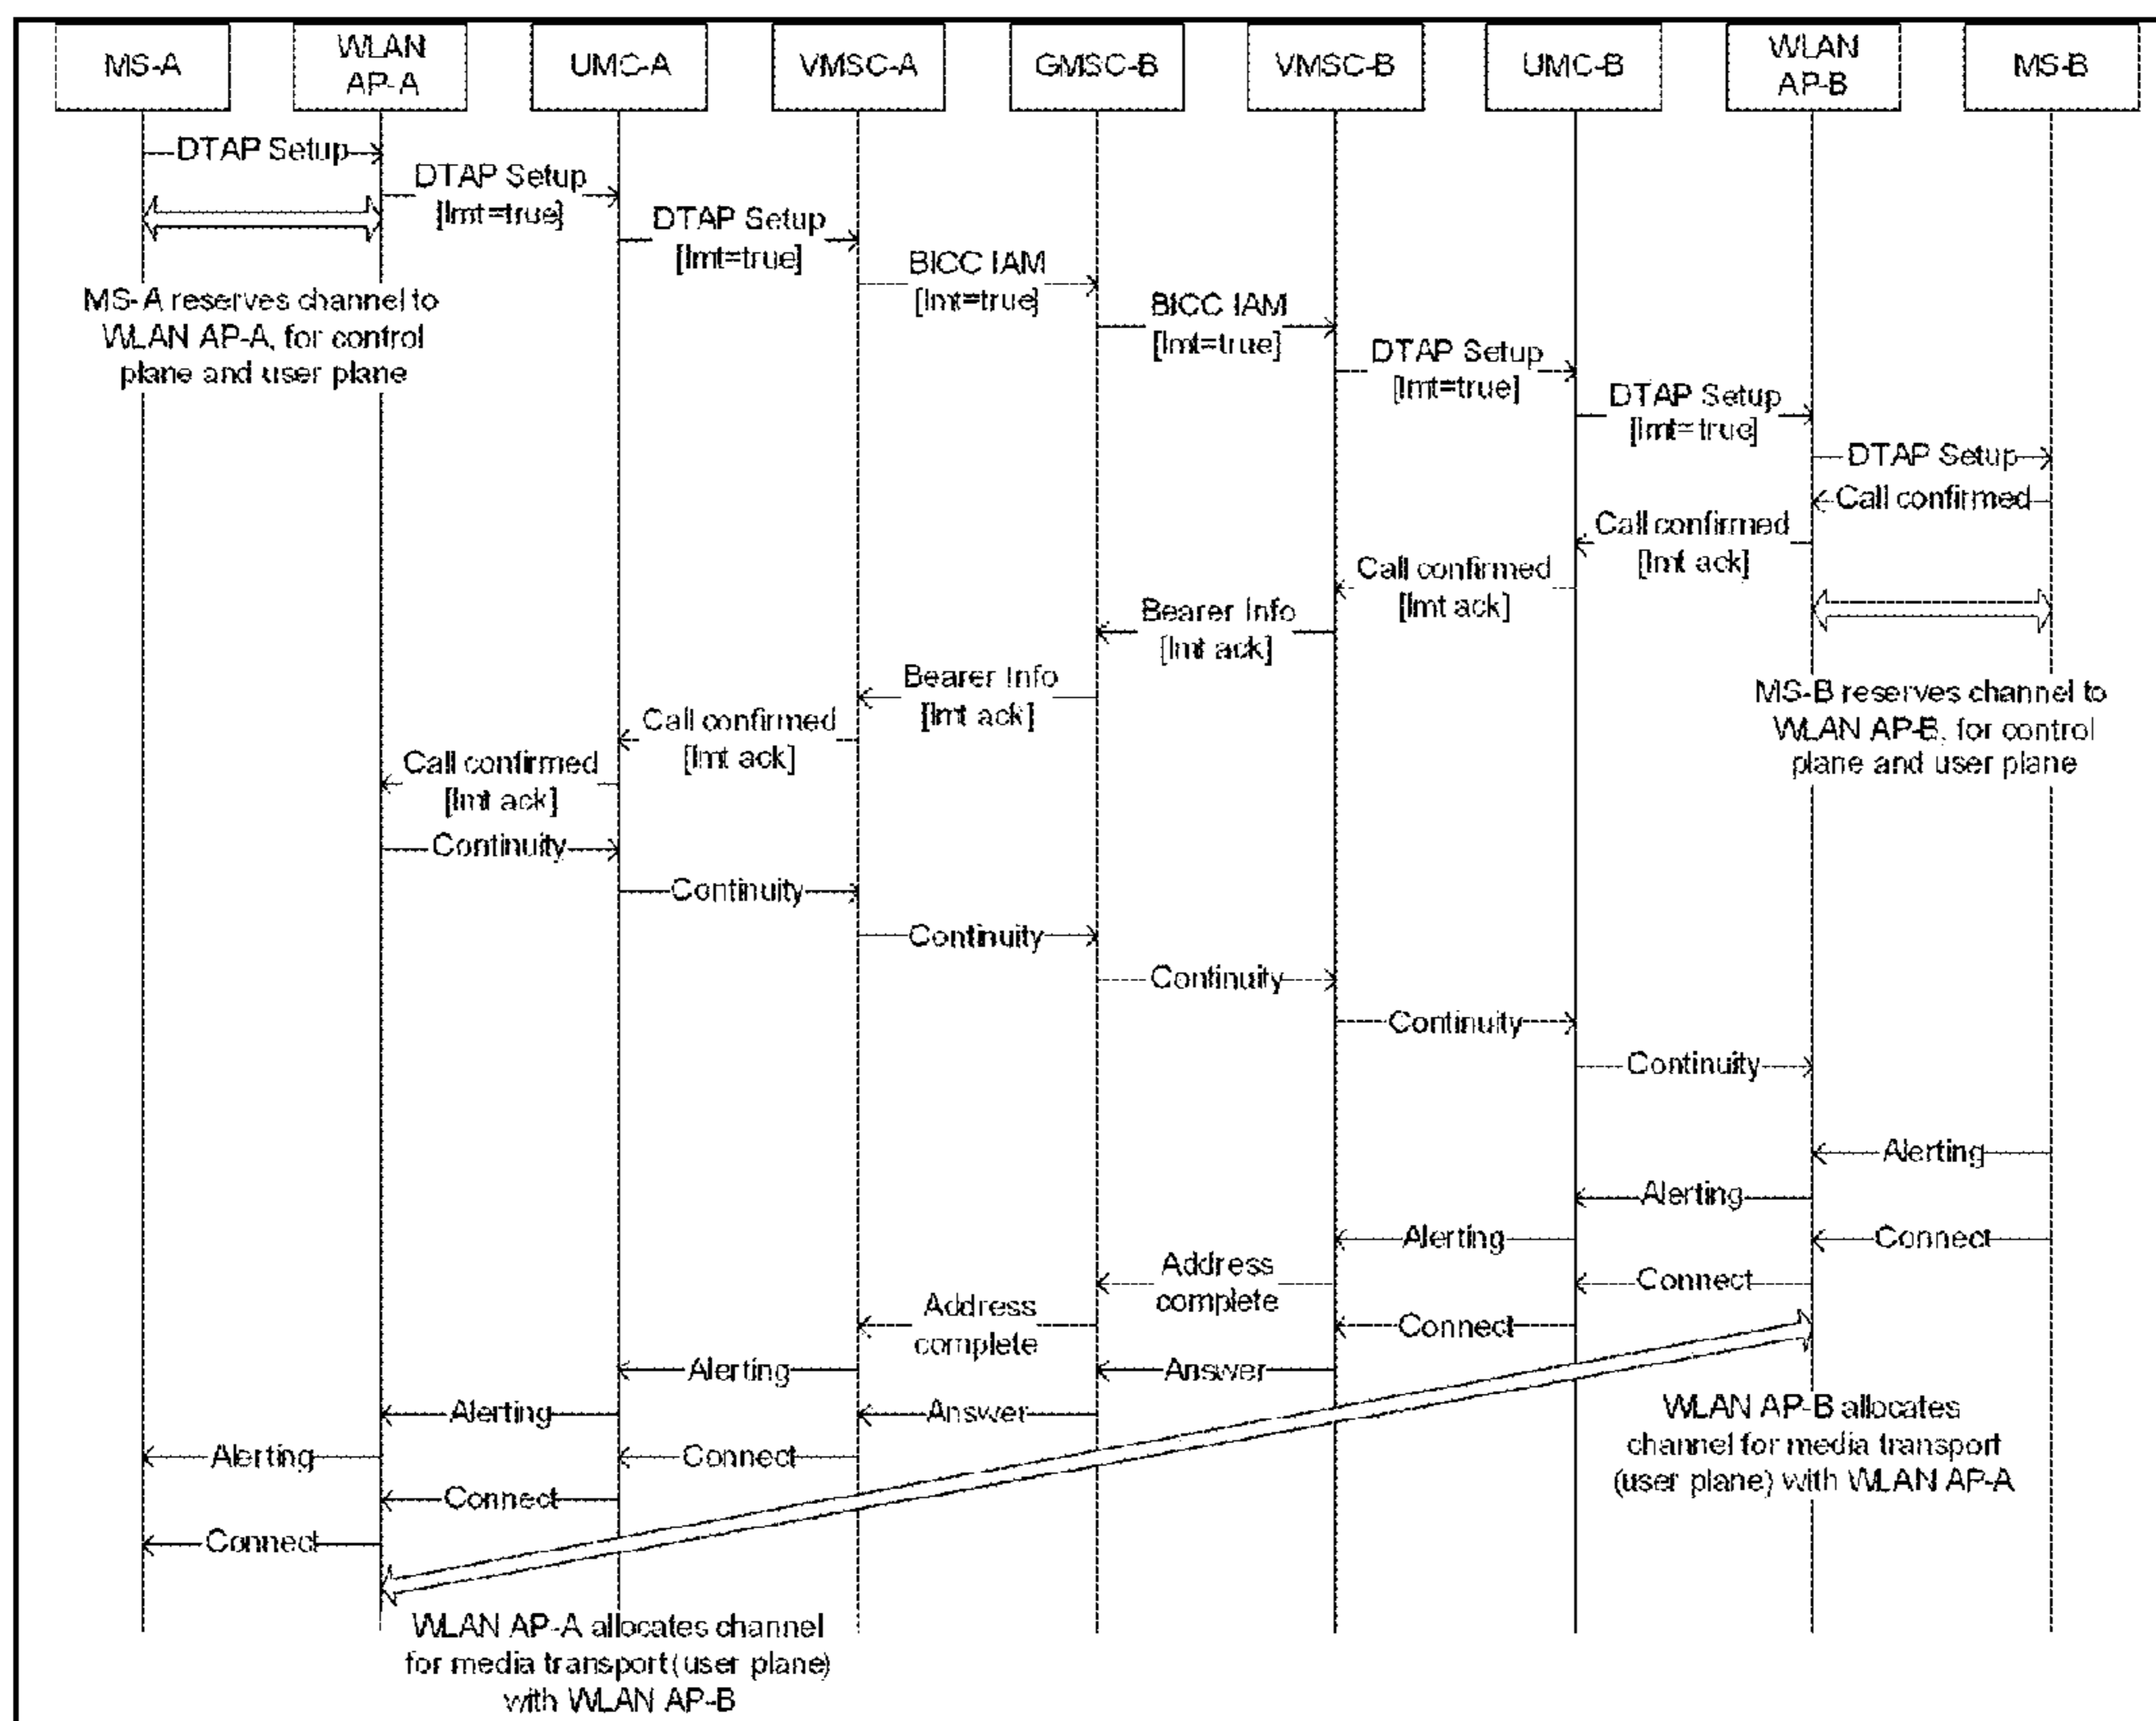 MS-A
WLAN
AP-A
UMC-A
VMSC-A
GMSC-B
VMSC-B
UMC-B
WLAN
AP-B
MS-B
DTAP Setup
DTAP Setup
[lmt=true]
DTAP Setup
[lmt=true]
BICC IAM
[lmt=true]
BICC IAM
[lmt=true]
DTAP Setup
[lmt=true]
DTAP Setup
[lmt=true]
DTAP Setup
MS-A reserves channel to
WLAN AP-A, for control
plane and user plane
Call confirmed
Call confirmed
[lmt ack]
Call confirmed
[lmt ack]
Bearer Info
[lmt ack]
Bearer Info
[lmt ack]
Call confirmed
[lmt ack]
Call confirmed
[lmt ack]
MS-B reserves channel to
WLAN AP-B, for control
plane and user plane
Continuity
Continuity
Continuity
Continuity
Continuity
Continuity
Alerting
Alerting
Alerting
Connect
Address
complete
Connect
Address
complete
Connect
Alerting
Answer
Alerting
Answer
Alerting
Connect
Connect
Connect
WLAN AP-B allocates
channel for media transport
(user plane) with WLAN AP-A
WLAN AP-A allocates channel
for media transport (user plane)
with WLAN AP-B